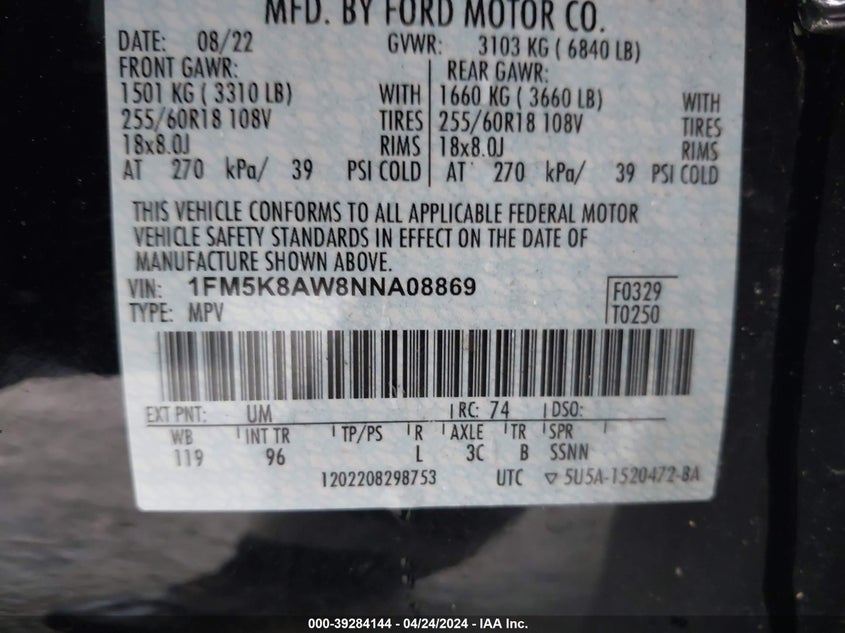 MFD. BY FORD MOTOR CO.
DATE: 08/22 GVWR: 3103 KG ( 6840 LB)
FRONT GAWR: REAR GAWR:
1501 KG ( 3310 LB) WITH 1660 KG ( 3660 LB) WITH
255/60R18 108V TIRES 255/60R18 108V TIRES
18x8.0J RIMS 18x8.0J RIMS
AT 270 kPa/ 39 PSI COLD AT 270 kPa/ 39 PSI COLD
THIS VEHICLE CONFORMS TO ALL APPLICABLE FEDERAL MOTOR
VEHICLE SAFETY STANDARDS IN EFFECT ON THE DATE OF
MANUFACTURE SHOWN ABOVE.
VIN: 1FM5K8AW8NNA08869 F0329
TYPE: MPV T0250
EXT PNT: UM RC: 74 DSO:
WB INT TR TP/PS R AXLE TR SPR
119 96 L 3C B SSNN
1202208298753 UTC ▽ 5U5A-1520472-BA
000-39284144 - 04/24/2024 - IAA Inc.